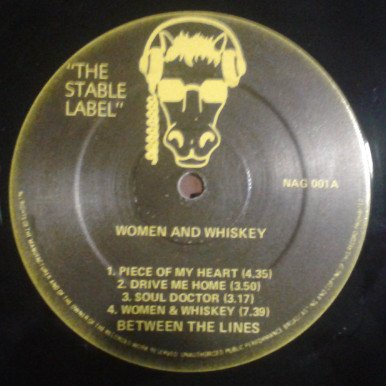 "THE
STABLE
LABEL"
NAG 001A
WOMEN AND WHISKEY
1. PIECE OF MY HEART (4.35)
2. DRIVE ME HOME (3.50)
3. SOUL DOCTOR (3.17)
4. WOMEN & WHISKEY (7.39)
BETWEEN THE LINES